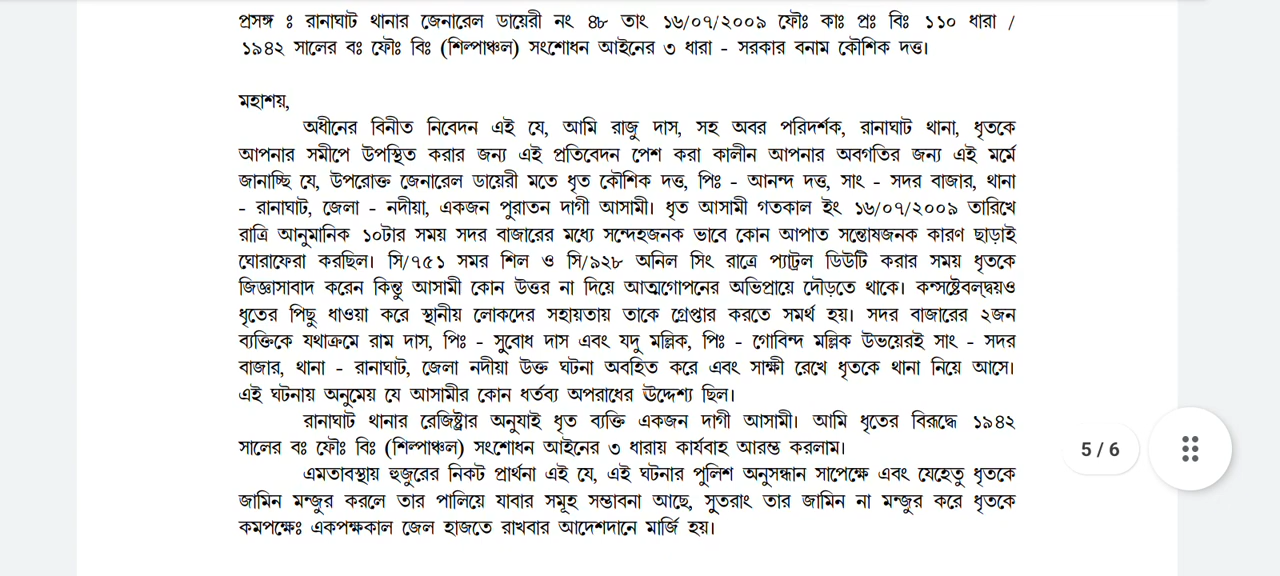 প্রসঙ্গ ঃ রানাঘাট থানার জেনারেল ডায়েরী নং ৪৮ তাং ১৬/০৭/২০০৯ ফৌঃ কাঃ প্রঃ বিঃ ১১০ ধারা /
১৯৪২ সালের বঃ ফৌঃ বিঃ (শিল্পাঞ্চল) সংশোধন আইনের ৩ ধারা - সরকার বনাম কৌশিক দত্ত।
মহাশয়,
অধীনের বিনীত নিবেদন এই যে, আমি রাজু দাস, সহ অবর পরিদর্শক, রানাঘাট থানা, ধৃতকে
আপনার সমীপে উপস্থিত করার জন্য এই প্রতিবেদন পেশ করা কালীন আপনার অবগতির জন্য এই মর্মে
জানাচ্ছি যে, উপরোক্ত জেনারেল ডায়েরী মতে ধৃত কৌশিক দত্ত, পিঃ - আনন্দ দত্ত, সাং - সদর বাজার, থানা
- রানাঘাট, জেলা - নদীয়া, একজন পুরাতন দাগী আসামী। ধৃত আসামী গতকাল ইং ১৬/০৭/২০০৯ তারিখে
রাত্রি আনুমানিক ১০টার সময় সদর বাজারের মধ্যে সন্দেহজনক ভাবে কোন আপাত সন্তোষজনক কারণ ছাড়াই
ঘোরাফেরা করছিল। সি/৭৫১ সমর শিল ও সি/৯২৮ অনিল সিং রাত্রে প্যাট্রল ডিউটি করার সময় ধৃতকে
জিজ্ঞাসাবাদ করেন কিন্তু আসামী কোন উত্তর না দিয়ে আত্মগোপনের অভিপ্রায়ে দৌড়তে থাকে। কন্সষ্টেবল্দ্বয়ও
ধৃতের পিছু ধাওয়া করে স্থানীয় লোকদের সহায়তায় তাকে গ্রেপ্তার করতে সমর্থ হয়। সদর বাজারের ২জন
ব্যক্তিকে যথাক্রমে রাম দাস, পিঃ - সুবোধ দাস এবং যদু মল্লিক, পিঃ - গোবিন্দ মল্লিক উভয়েরই সাং - সদর
বাজার, থানা - রানাঘাট, জেলা নদীয়া উক্ত ঘটনা অবহিত করে এবং সাক্ষী রেখে ধৃতকে থানা নিয়ে আসে।
এই ঘটনায় অনুমেয় যে আসামীর কোন ধর্তব্য অপরাধের উদ্দেশ্য ছিল।
রানাঘাট থানার রেজিষ্ট্রার অনুযাই ধৃত ব্যক্তি একজন দাগী আসামী। আমি ধৃতের বিরূদ্ধে ১৯৪২
সালের বঃ ফৌঃ বিঃ (শিল্পাঞ্চল) সংশোধন আইনের ৩ ধারায় কার্যবাহ আরম্ভ করলাম।
এমতাবস্থায় হুজুরের নিকট প্রার্থনা এই যে, এই ঘটনার পুলিশ অনুসন্ধান সাপেক্ষে এবং যেহেতু ধৃতকে
জামিন মন্জুর করলে তার পালিয়ে যাবার সমূহ সম্ভাবনা আছে, সুতরাং তার জামিন না মন্জুর করে ধৃতকে
কমপক্ষেঃ একপক্ষকাল জেল হাজতে রাখবার আদেশদানে মার্জি হয়।
5 / 6